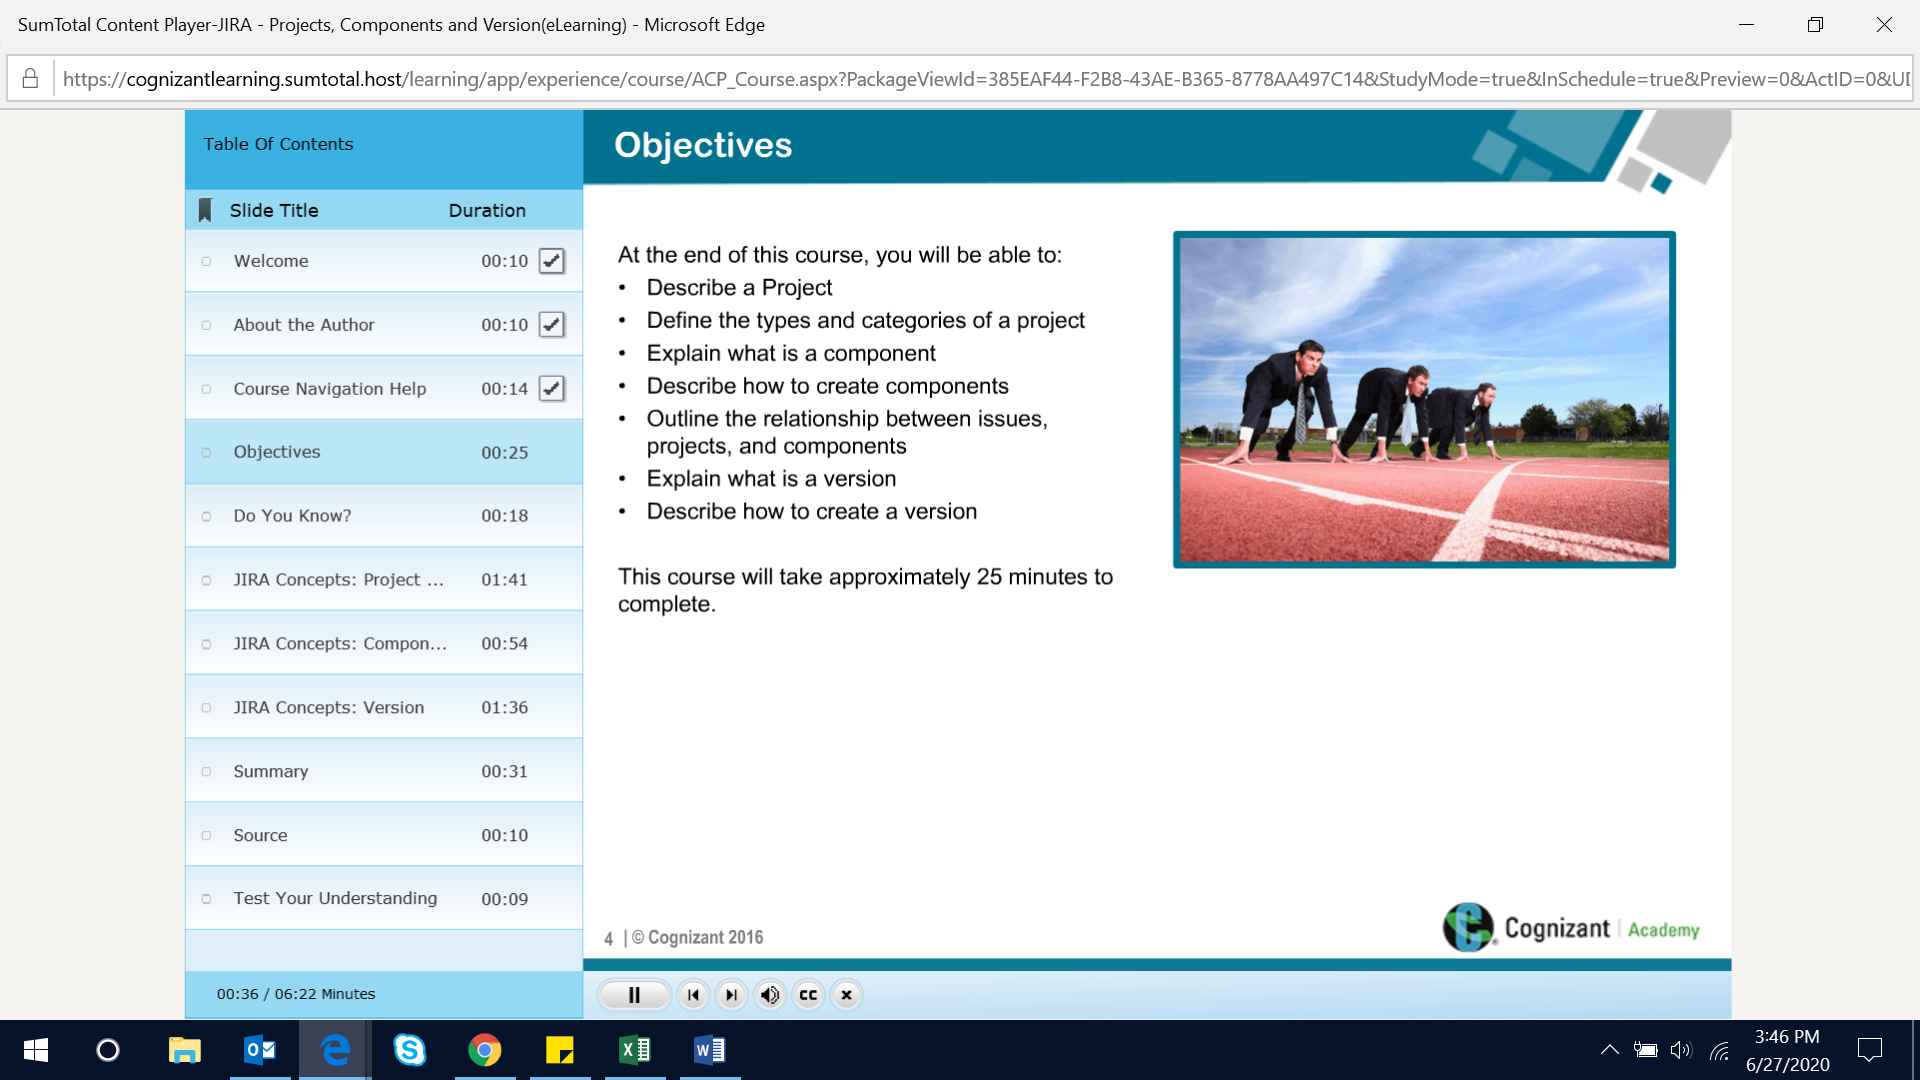 SumTotal Content Player-JIRA - Projects, Components and Version(eLearning) - Microsoft Edge
https://cognizantlearning.sumtotal.host/learning/app/experience/course/ACP_Course.aspx?PackageViewId=385EAF44-F2B8-43AE-B365-8778AA497C14&StudyMode=true&InSchedule=true&Preview=0&ActID=0&UI
Table Of Contents
Slide Title Duration
Welcome 00:10
About the Author 00:10
Course Navigation Help 00:14
Objectives 00:25
Do You Know? 00:18
JIRA Concepts: Project ... 01:41
JIRA Concepts: Compon... 00:54
JIRA Concepts: Version 01:36
Summary 00:31
Source 00:10
Test Your Understanding 00:09
00:36 / 06:22 Minutes
Objectives
At the end of this course, you will be able to:
• Describe a Project
• Define the types and categories of a project
• Explain what is a component
• Describe how to create components
• Outline the relationship between issues,
projects, and components
• Explain what is a version
• Describe how to create a version
This course will take approximately 25 minutes to
complete.
4 | © Cognizant 2016
Cognizant | Academy
CC
3:46 PM
6/27/2020